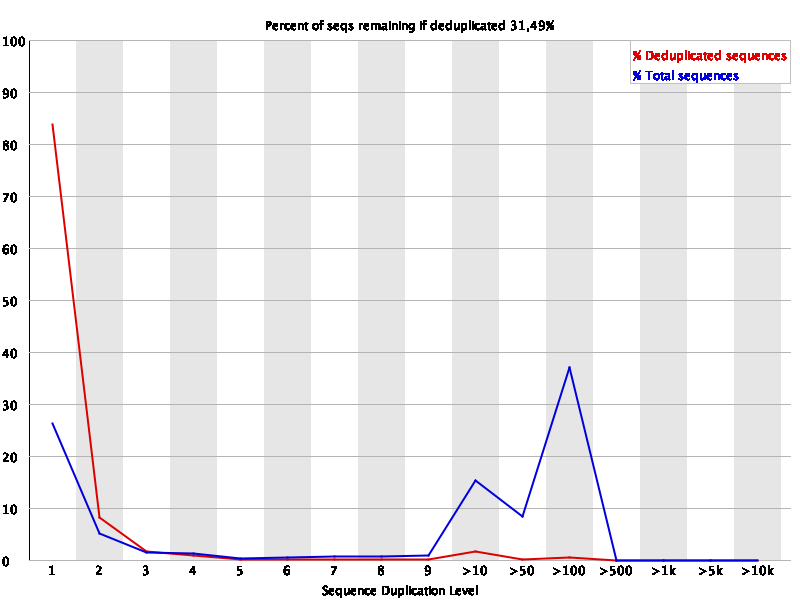 Percent of seqs remaining if deduplicated 31,49%
% Deduplicated sequences
% Total sequences
100
90
80
70
60
50
40
30
20
10
0
1 2 3 4 5 6 7 8 9 >10 >50 >100 >500 >1k >5k >10k
Sequence Duplication Level